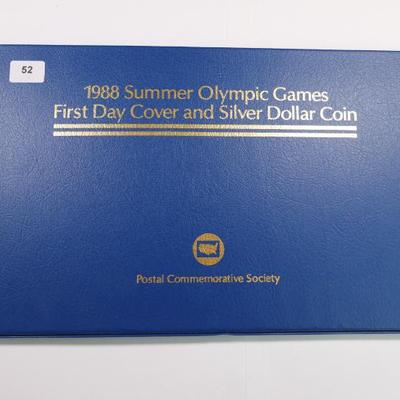 52
1988 Summer Olympic Games
First Day Cover and Silver Dollar Coin
Postal Commemorative Society